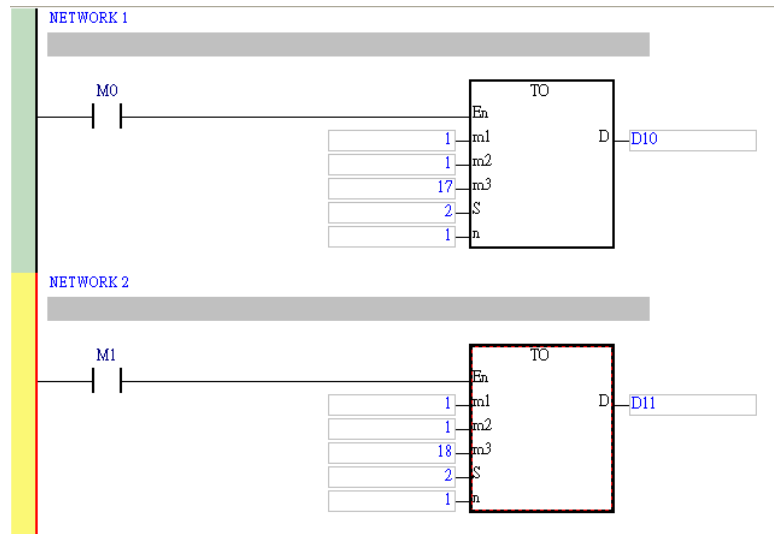 NETWORK 1
M0
TO
En
1 m1 D D10
1 m2
17 m3
2 S
1 n
NETWORK 2
M1
TO
En
1 m1 D D11
1 m2
18 m3
2 S
1 n